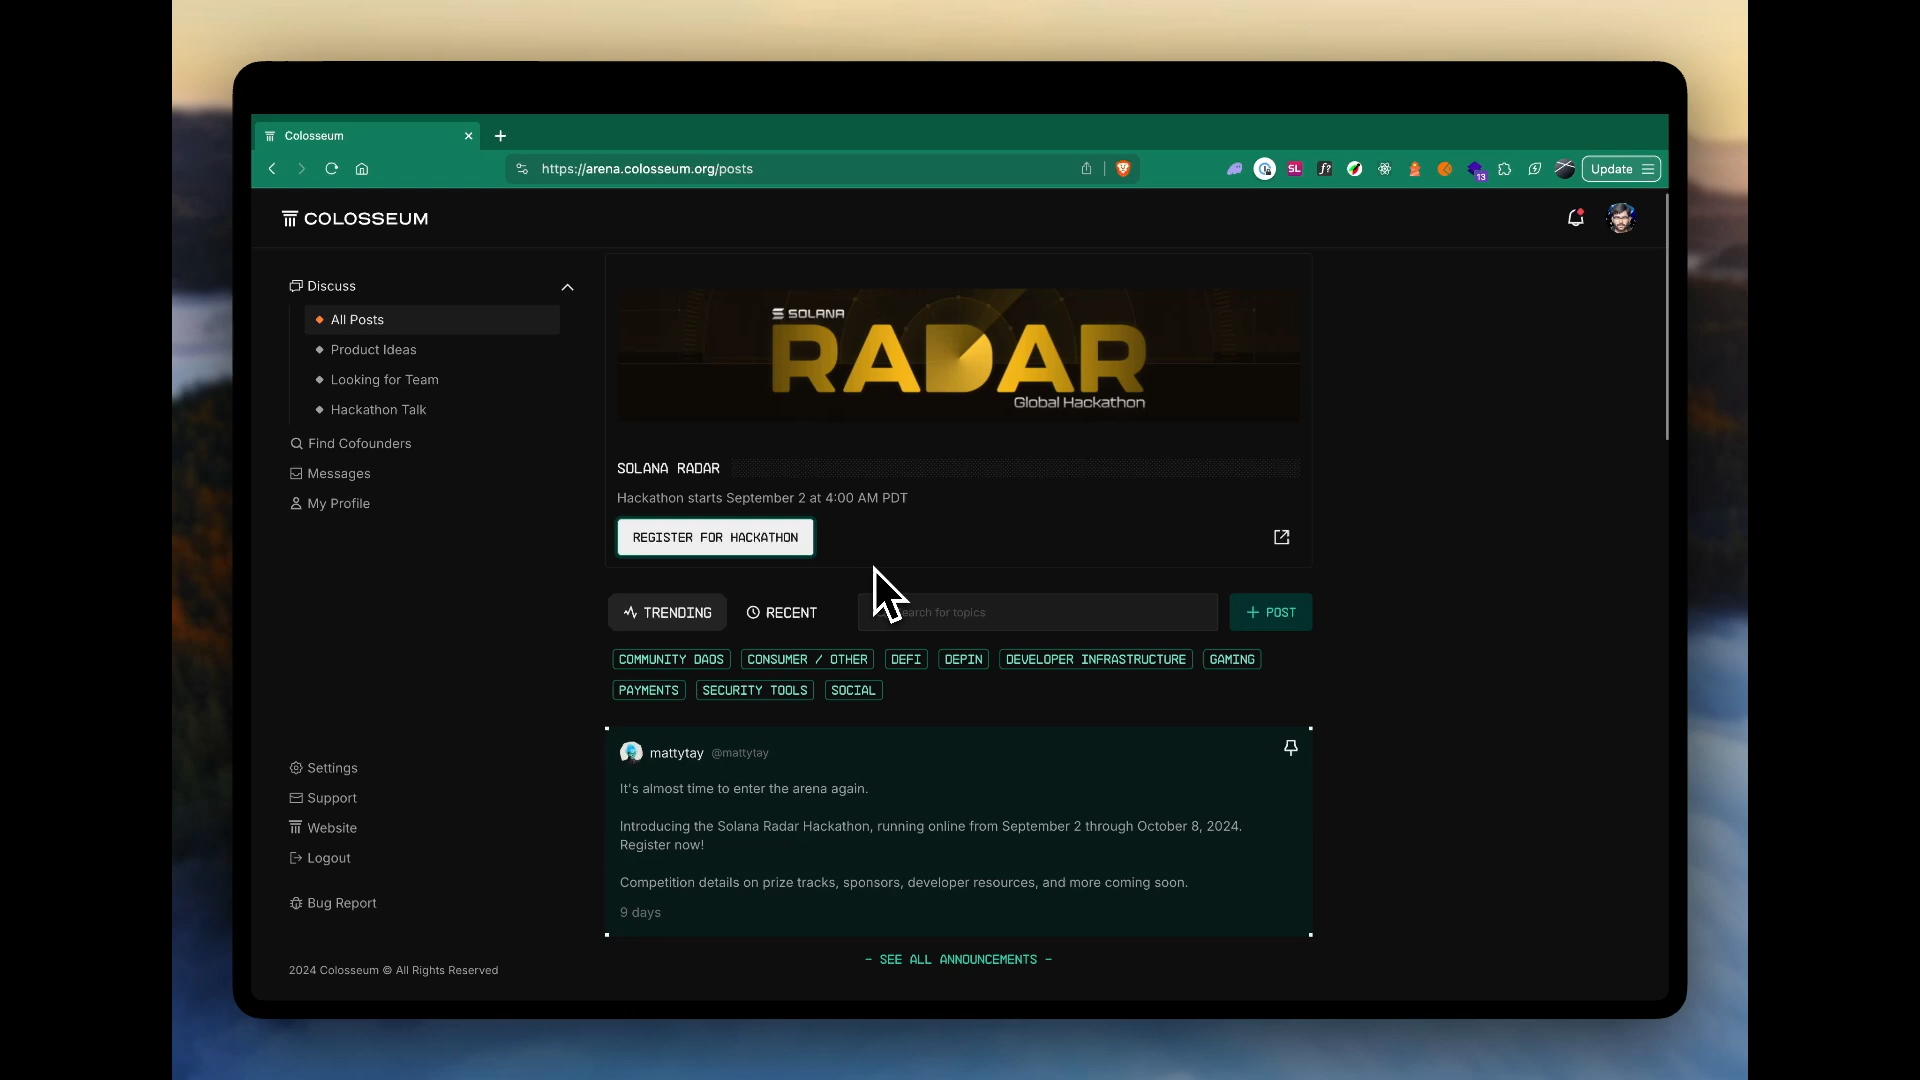 Colosseum
https://arena.colosseum.org/posts
SL
f?
13
Update
COLOSSEUM
Discuss
All Posts
Product Ideas
Looking for Team
Hackathon Talk
Find Cofounders
Messages
My Profile
Settings
Support
Website
Logout
Bug Report
2024 Colosseum © All Rights Reserved
SOLANA
RADAR
Global Hackathon
SOLANA RADAR
Hackathon starts September 2 at 4:00 AM PDT
REGISTER FOR HACKATHON
TRENDING
RECENT
earch for topics
+ POST
COMMUNITY DAOS
CONSUMER / OTHER
DEFI
DEPIN
DEVELOPER INFRASTRUCTURE
GAMING
PAYMENTS
SECURITY TOOLS
SOCIAL
mattytay @mattytay
It's almost time to enter the arena again.
Introducing the Solana Radar Hackathon, running online from September 2 through October 8, 2024.
Register now!
Competition details on prize tracks, sponsors, developer resources, and more coming soon.
9 days
- SEE ALL ANNOUNCEMENTS -